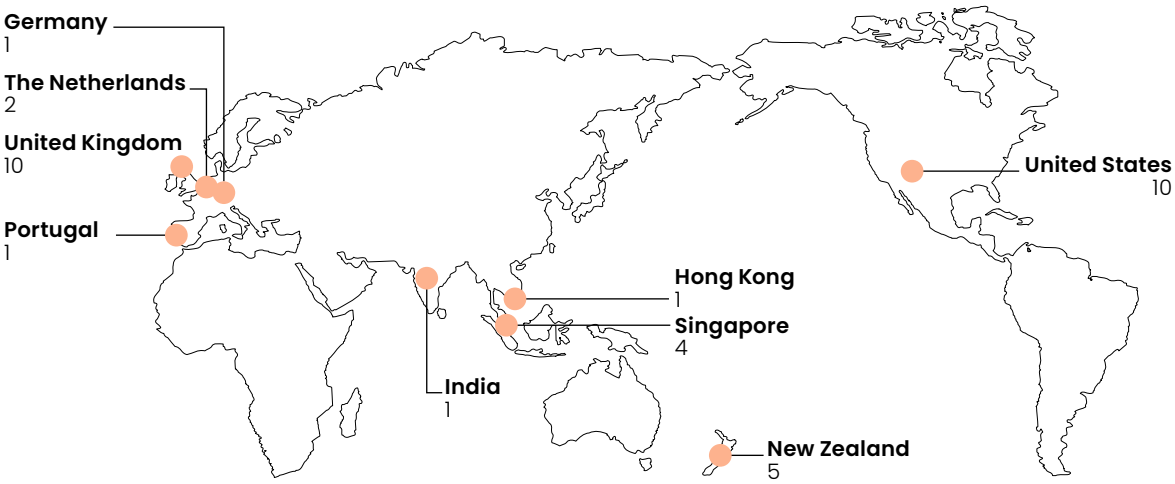 Germany
1
The Netherlands
2
United Kingdom
10
Portugal
1
United States
10
Hong Kong
1
Singapore
4
India
1
New Zealand
5